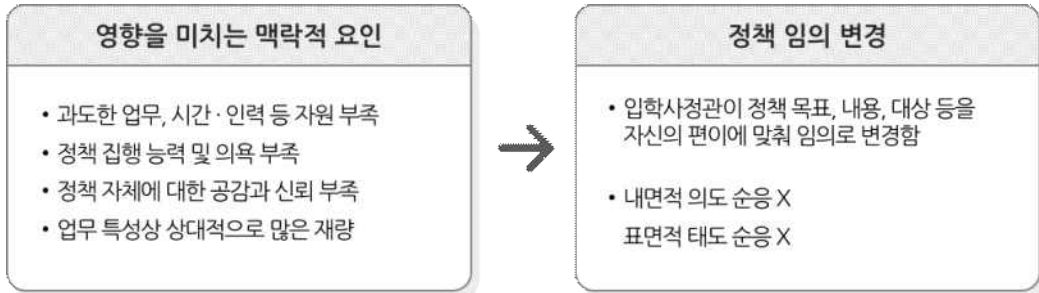 영향을 미치는 맥락적 요인
• 과도한 업무, 시간·인력 등 자원 부족
• 정책 집행 능력 및 의욕 부족
• 정책 자체에 대한 공감과 신뢰 부족
• 업무 특성상 상대적으로 많은 재량
정책 임의 변경
• 입학사정관이 정책 목표, 내용, 대상 등을
자신의 편이에 맞춰 임의로 변경함
• 내면적 의도 순응 X
표면적 태도 순응 X